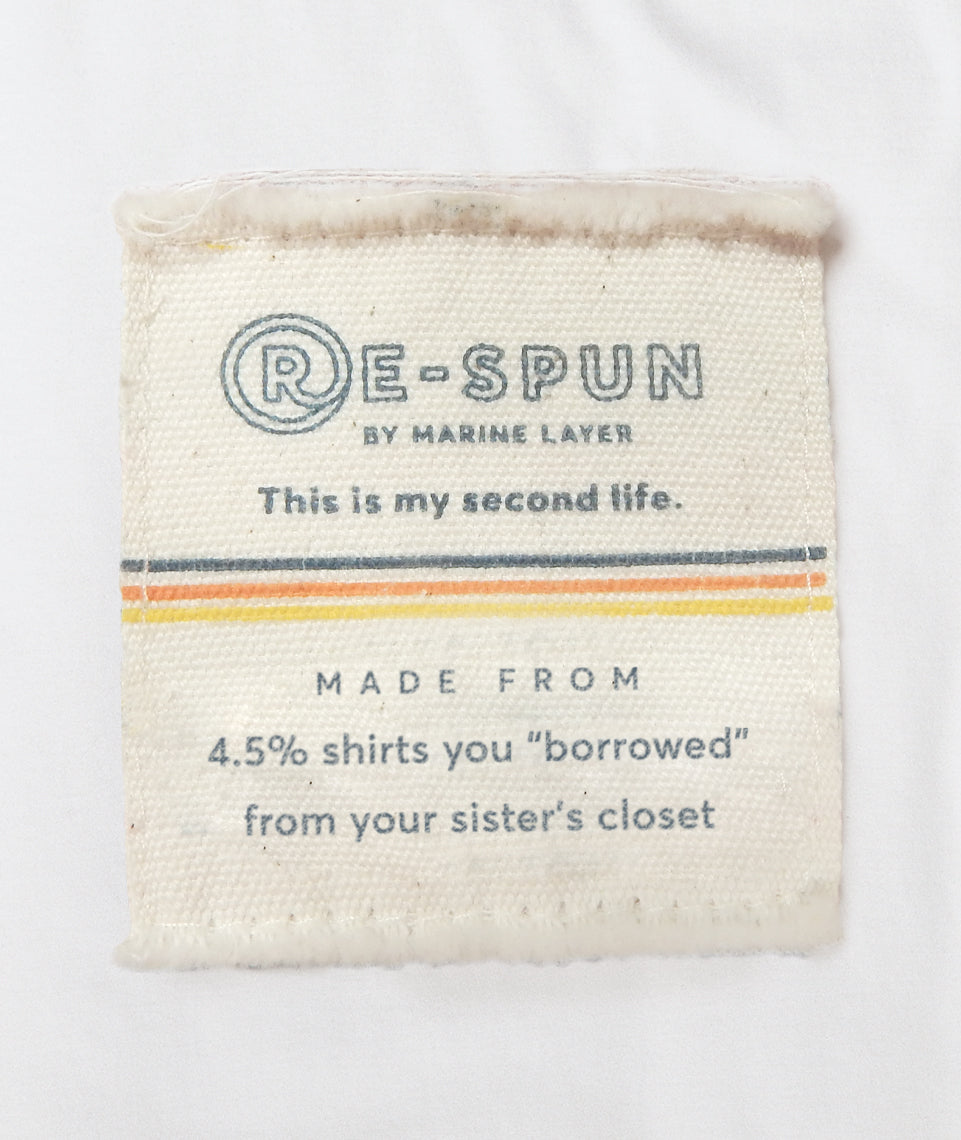 RE-SPUN
BY MARINE LAYER
This is my second life.
MADE FROM
4.5% shirts you “borrowed”
from your sister’s closet